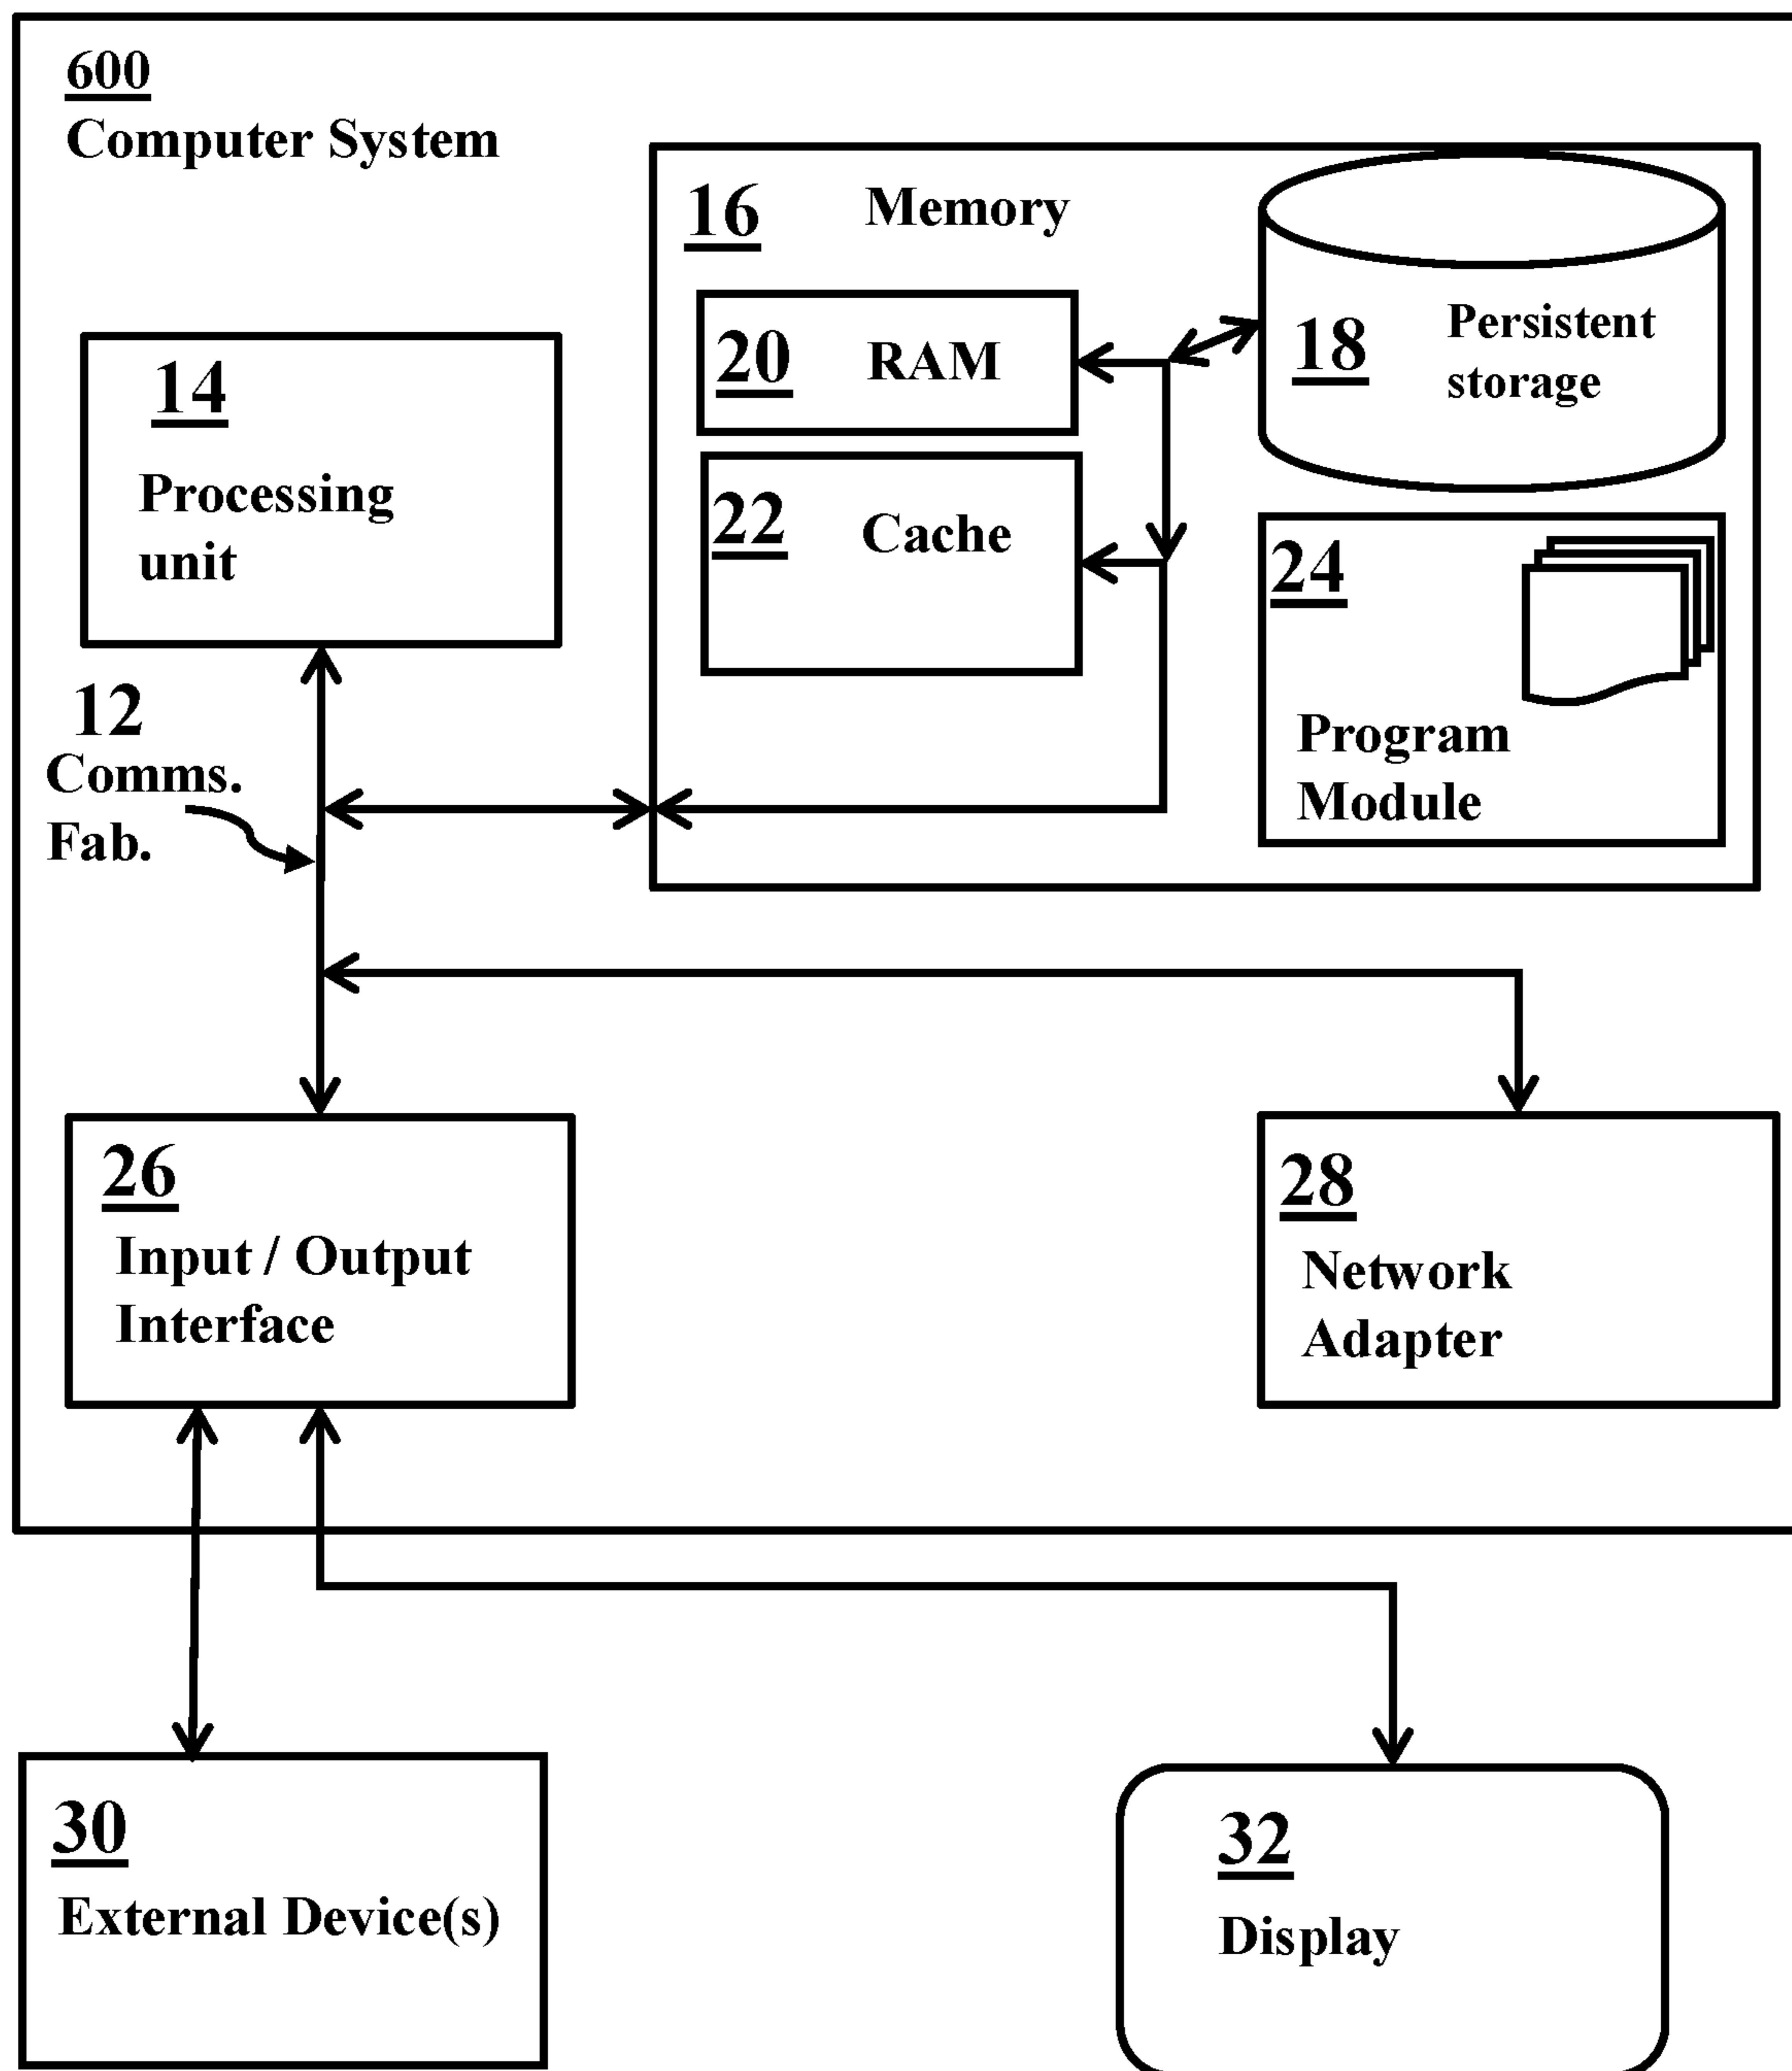 600
Computer System
16
Memory
20
RAM
18
Persistent
storage
14
Processing
unit
22
Cache
24
Program
Module
12
Comms.
Fab.
26
Input / Output
Interface
28
Network
Adapter
30
External Device(s)
32
Display